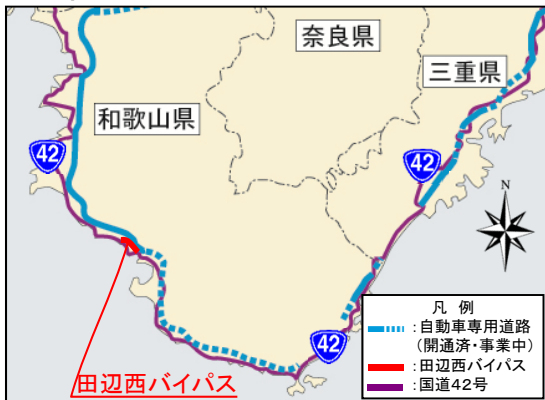 奈良県
三重県
和歌山県
42
42
N
42
田辺西バイパス
凡 例
:自動車専用道路
(開通済・事業中)
:田辺西バイパス
:国道42号